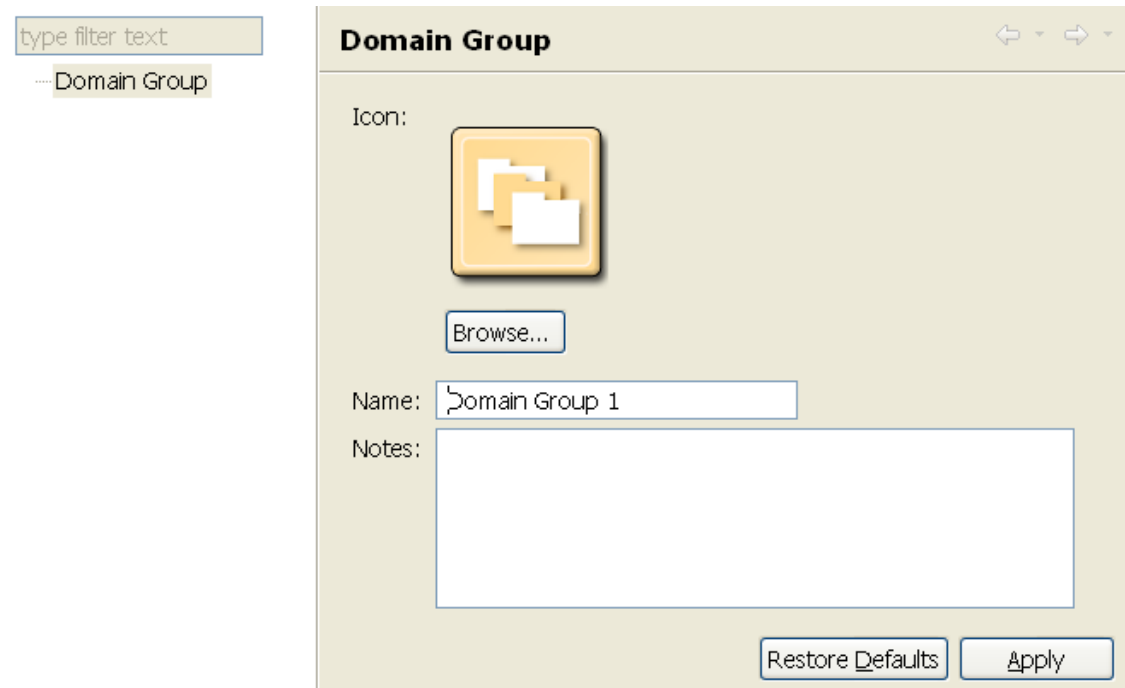 type filter text
Domain Group
Domain Group
Icon:
Browse...
Name: Domain Group 1
Notes:
Restore Defaults Apply